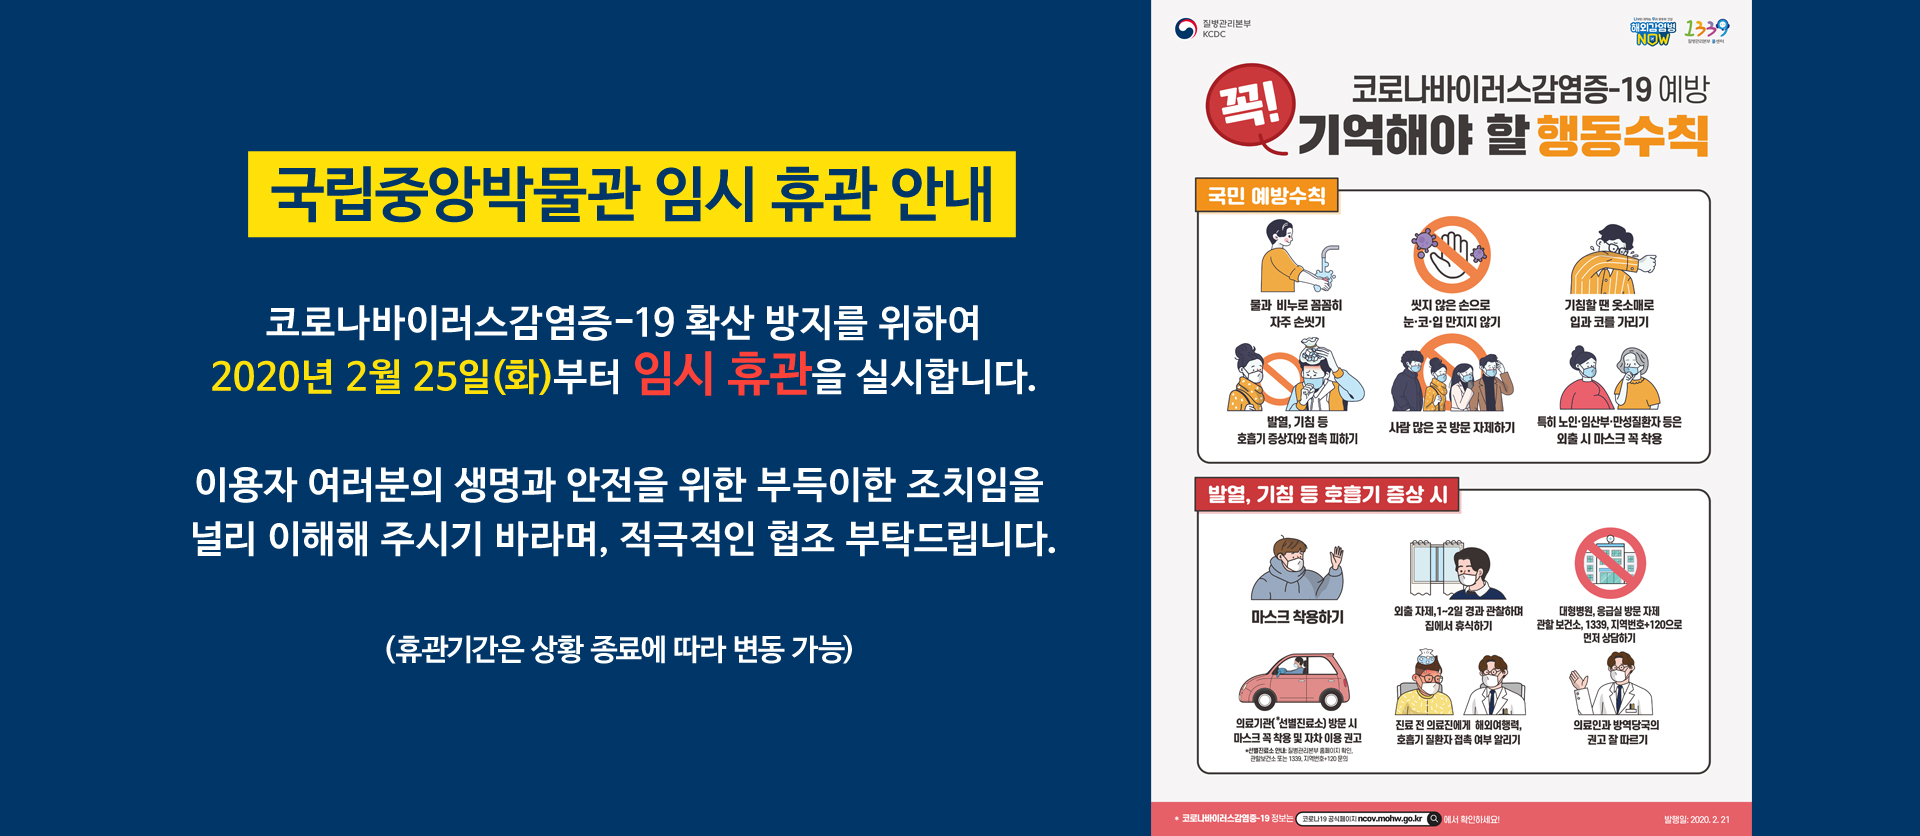 국립중앙박물관 임시 휴관 안내
코로나바이러스감염증-19 확산 방지를 위하여
2020년 2월 25일(화)부터 임시 휴관을 실시합니다.
이용자 여러분의 생명과 안전을 위한 부득이한 조치임을
널리 이해해 주시기 바라며, 적극적인 협조 부탁드립니다.
(휴관기간은 상황 종료에 따라 변동 가능)
질병관리본부
KCDC
해외감염병
NOW
1339
질병관리본부 콜센터
꼭!
코로나바이러스감염증-19 예방
기억해야 할 행동수칙
국민 예방수칙
물과 비누로 꼼꼼히
자주 손씻기
씻지 않은 손으로
눈·코·입 만지지 않기
기침할 땐 옷소매로
입과 코를 가리기
발열, 기침 등
호흡기 증상자와 접촉 피하기
사람 많은 곳 방문 자제하기
특히 노인·임산부·만성질환자 등은
외출 시 마스크 꼭 착용
발열, 기침 등 호흡기 증상 시
마스크 착용하기
외출 자제,1~2일 경과 관찰하며
집에서 휴식하기
대형병원, 응급실 방문 자제
관할 보건소, 1339, 지역번호+120으로
먼저 상담하기
의료기관(*선별진료소) 방문 시
마스크 꼭 착용 및 자차 이용 권고
*선별진료소 안내: 질병관리본부 홈페이지 확인,
관할보건소 또는 1339, 지역번호+120 문의
진료 전 의료진에게 해외여행력,
호흡기 질환자 접촉 여부 알리기
의료인과 방역당국의
권고 잘 따르기
* 코로나바이러스감염증-19 정보는 코로나19 공식페이지 ncov.mohw.go.kr 에서 확인하세요!
발행일: 2020. 2. 21